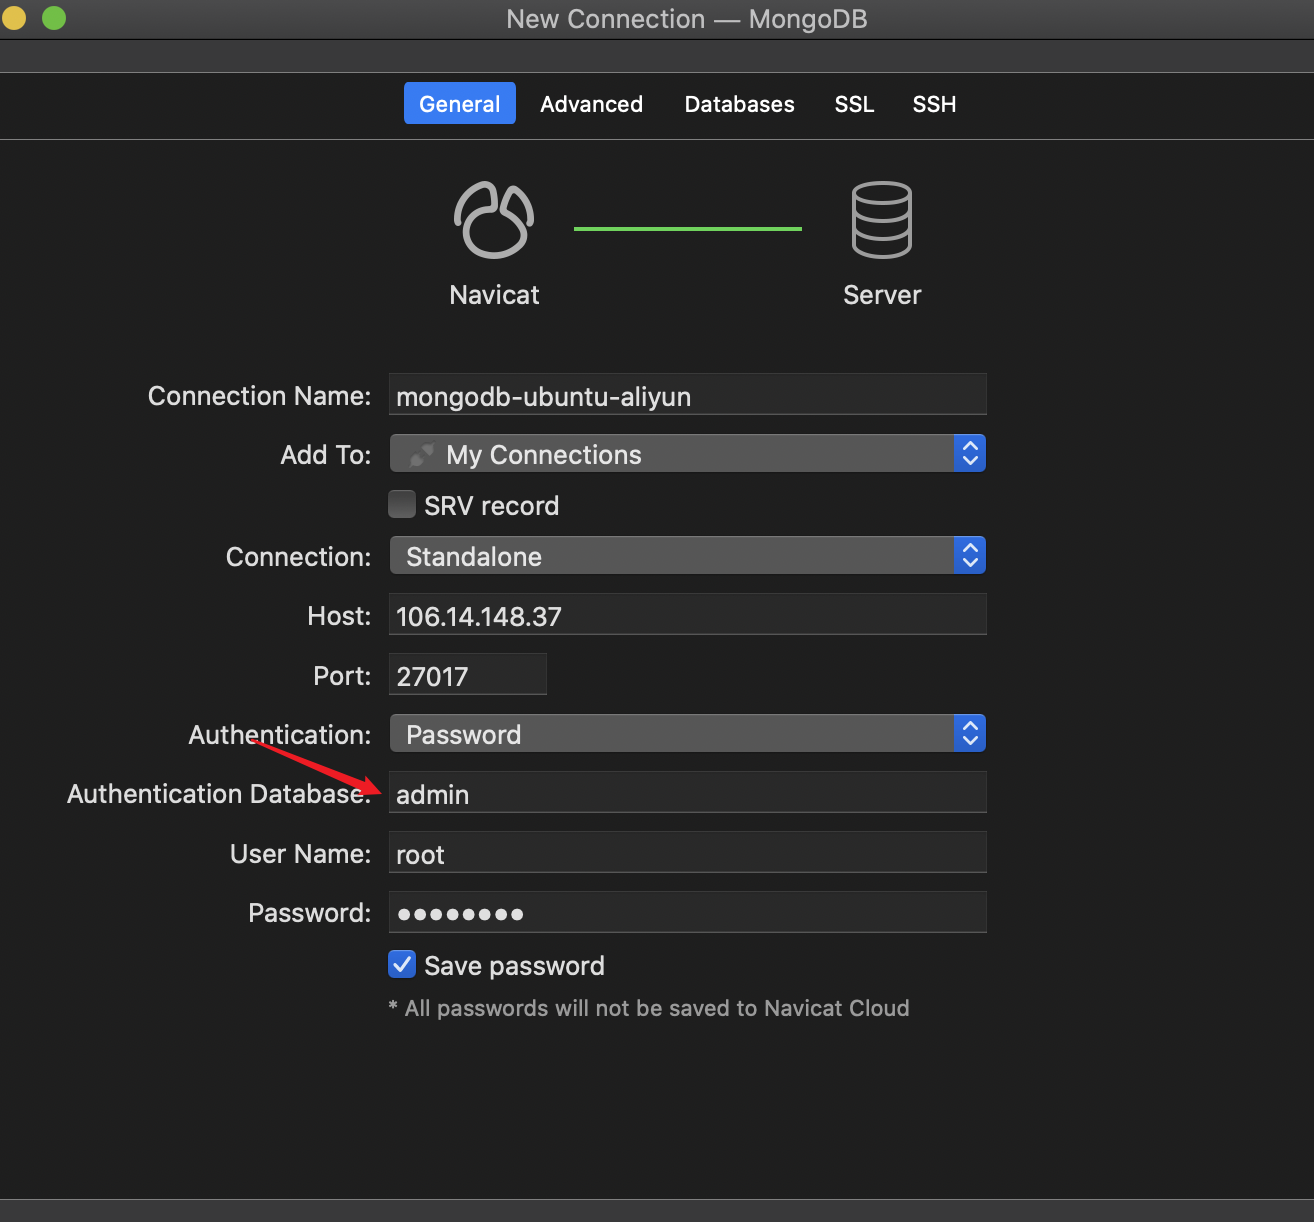 New Connection — MongoDB
General Advanced Databases SSL SSH
Navicat Server
Connection Name: mongodb-ubuntu-aliyun
Add To: My Connections
SRV record
Connection: Standalone
Host: 106.14.148.37
Port: 27017
Authentication: Password
Authentication Database: admin
User Name: root
Password: ●●●●●●●●
Save password
* All passwords will not be saved to Navicat Cloud